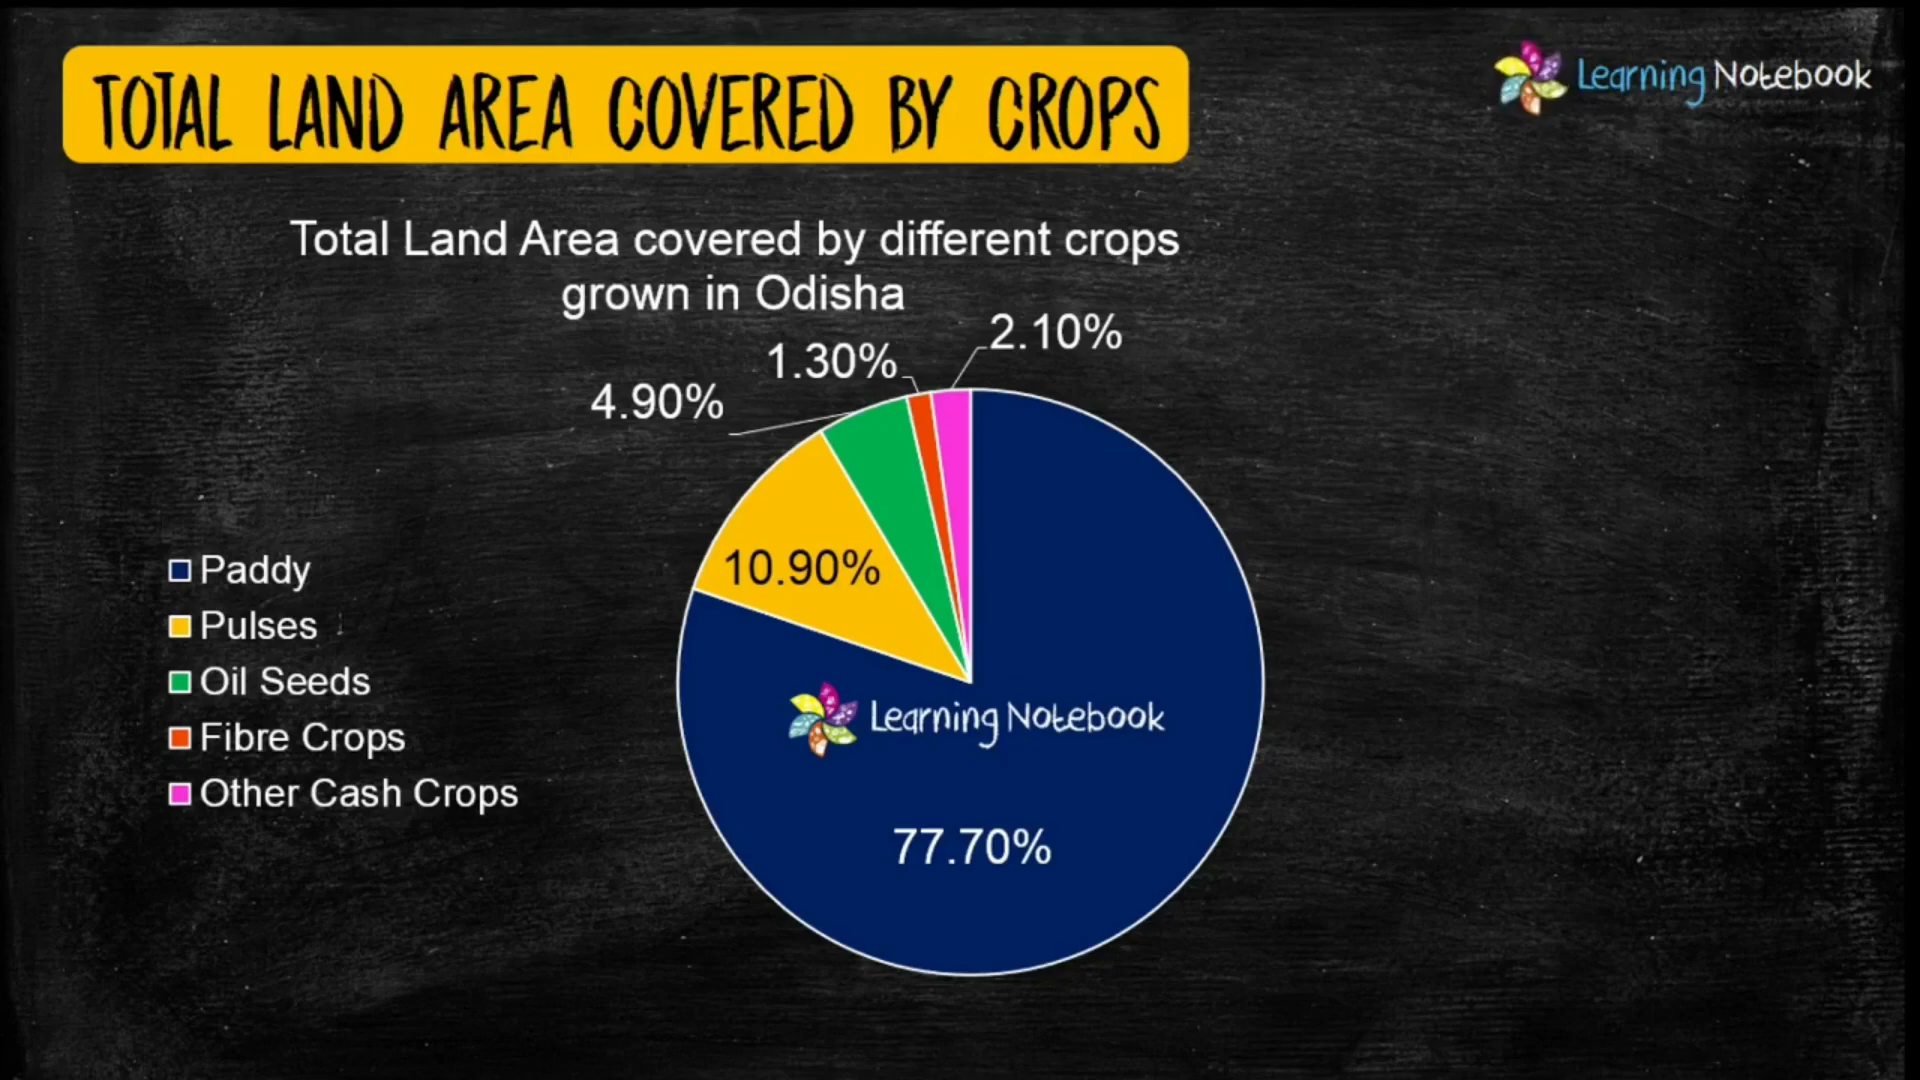 TOTAL LAND AREA COVERED BY CROPS
Learning Notebook
Total Land Area covered by different crops
grown in Odisha
2.10%
1.30%
4.90%
10.90%
Paddy
Pulses
Oil Seeds
Fibre Crops
Other Cash Crops
Learning Notebook
77.70%